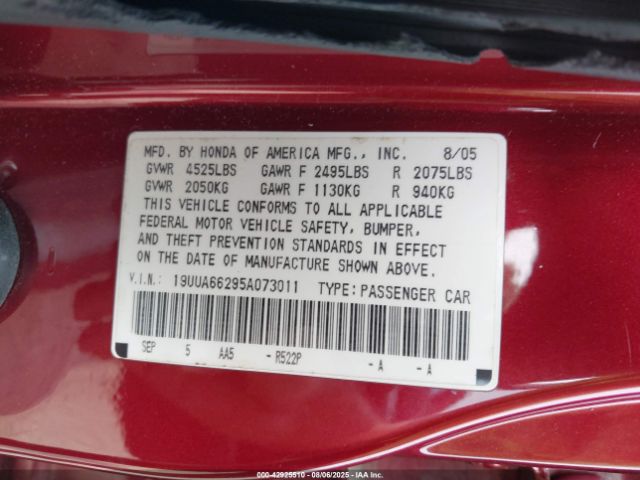 MFD. BY HONDA OF AMERICA MFG., INC. 8/05
GVWR 4525LBS GAWR F 2495LBS R 2075LBS
GVWR 2050KG GAWR F 1130KG R 940KG
THIS VEHICLE CONFORMS TO ALL APPLICABLE
FEDERAL MOTOR VEHICLE SAFETY, BUMPER,
AND THEFT PREVENTION STANDARDS IN EFFECT
ON THE DATE OF MANUFACTURE SHOWN ABOVE.
V.I.N.: 19UUA66295A073011 TYPE: PASSENGER CAR
SEP 5 AA5 - R522P - A - A
000-42925510 - 08/06/2025 - IAAI.COM